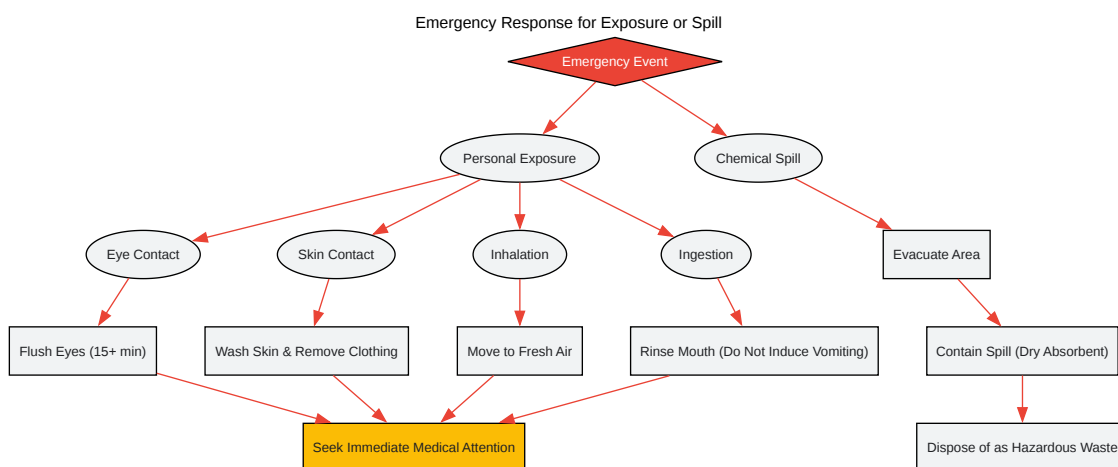 Emergency Response for Exposure or Spill
Emergency Event
Personal Exposure
Chemical Spill
Eye Contact
Skin Contact
Inhalation
Ingestion
Evacuate Area
Flush Eyes (15+ min)
Wash Skin & Remove Clothing
Move to Fresh Air
Rinse Mouth (Do Not Induce Vomiting)
Contain Spill (Dry Absorbent)
Seek Immediate Medical Attention
Dispose of as Hazardous Waste